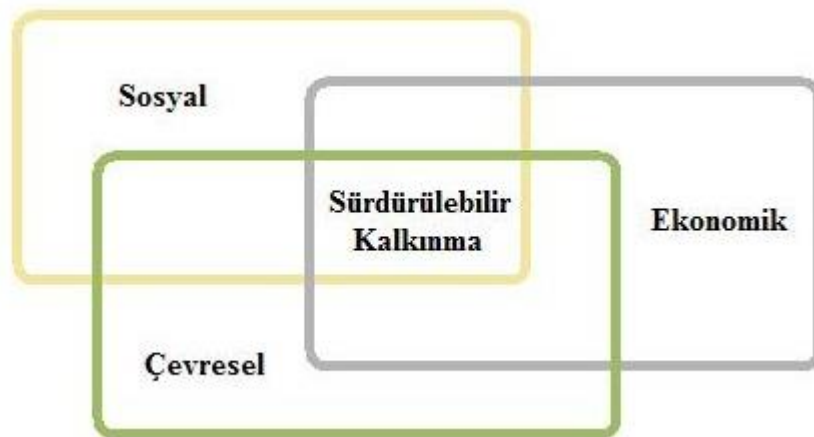 Sosyal
Sürdürülebilir
Kalkınma
Ekonomik
Çevresel